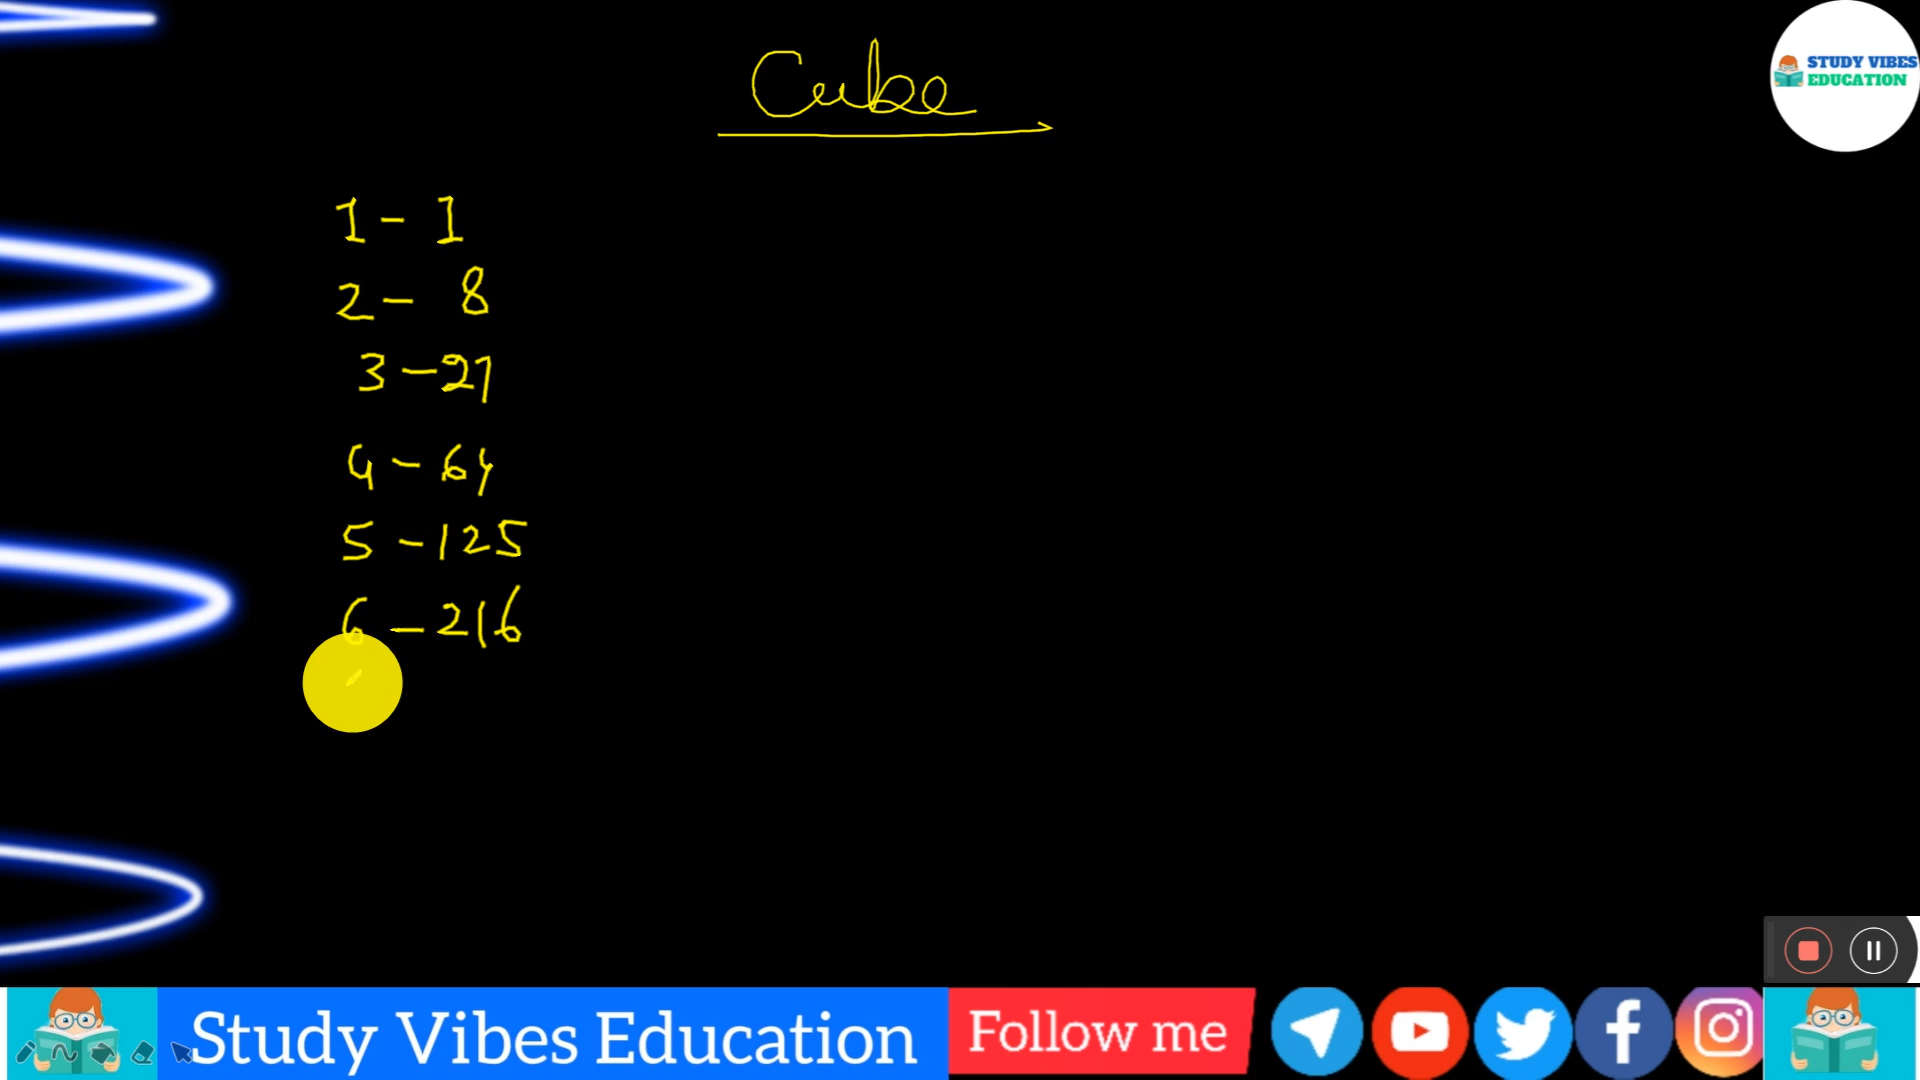 Cube
STUDY VIBES
EDUCATION
1 - 1
2 - 8
3 - 27
4 - 64
5 - 125
6 - 216
Study Vibes Education
Follow me